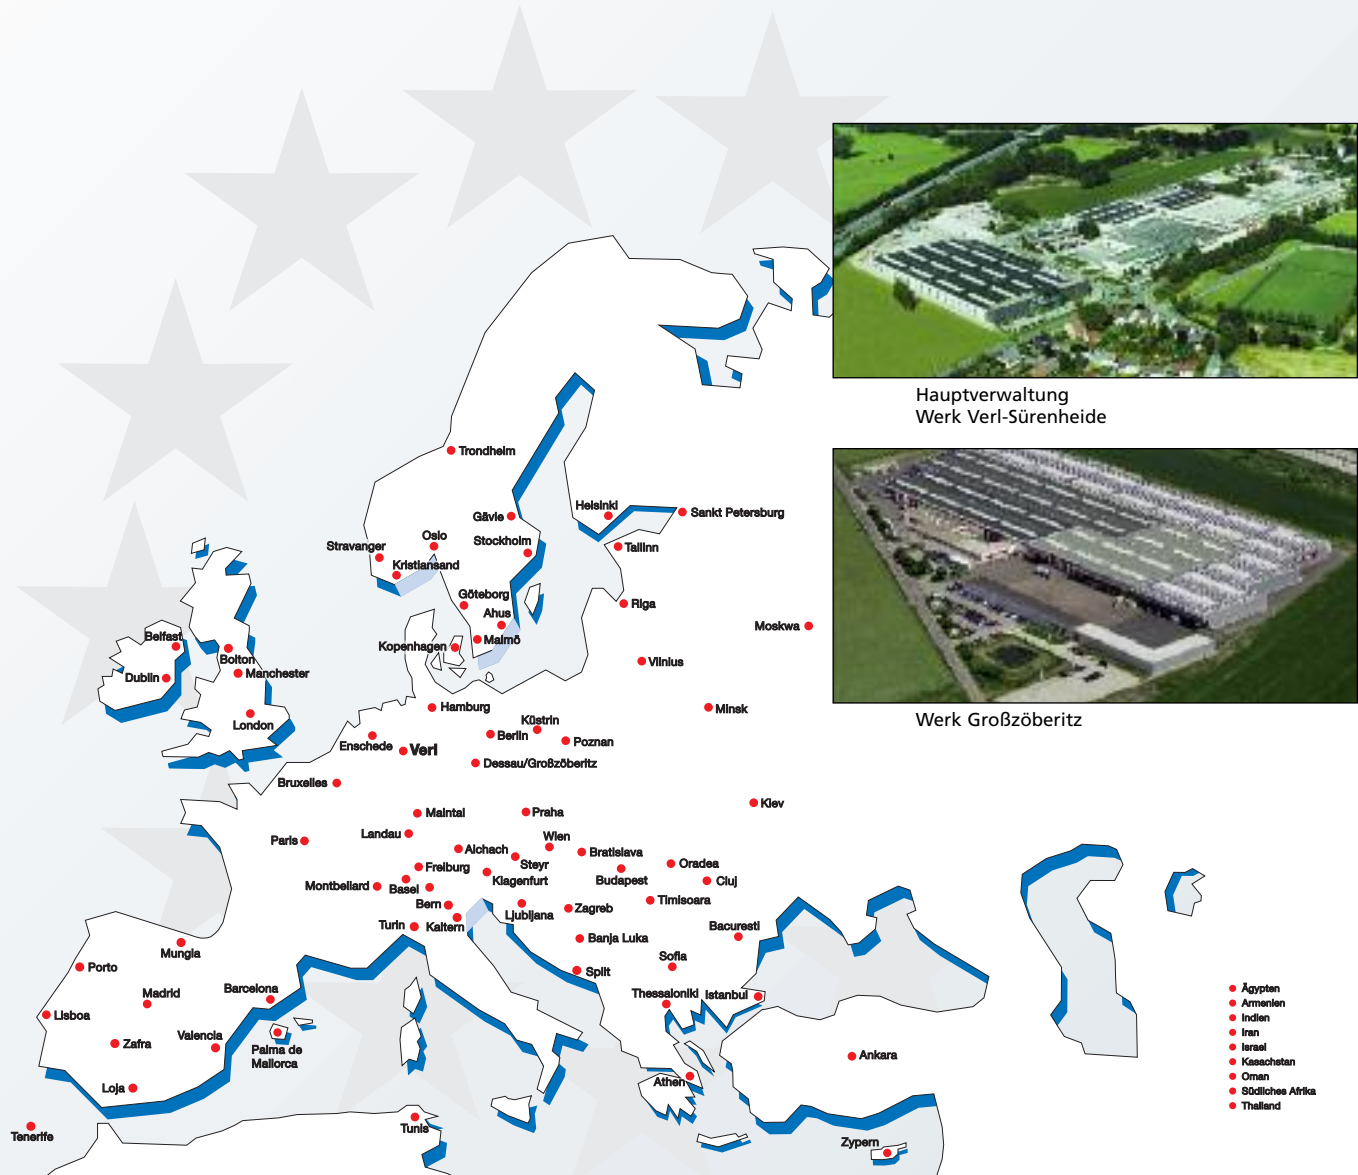 Hauptverwaltung
Werk Verl-Sürenheide
Werk Großzöberitz
Trondheim
Gävle
Helsinki
Sankt Petersburg
Oslo
Stravanger
Stockholm
Tallinn
Kristiansand
Göteborg
Ahus
Riga
Moskwa
Belfast
Kopenhagen
Malmö
Bolton
Manchester
Vilnius
Dublin
London
Hamburg
Minsk
Küstrin
Berlin
Poznan
Enschede
Verl
Dessau/Großzöberitz
Bruxelles
Kiev
Maintal
Praha
Landau
Paris
Wien
Aichach
Bratislava
Steyr
Oradea
Freiburg
Klagenfurt
Budapest
Cluj
Montbeliard
Basel
Timisoara
Bern
Ljubljana
Zagreb
Turin
Kaltern
Bacuresti
Banja Luka
Mungia
Sofia
Porto
Split
Barcelona
Madrid
Thessaloniki
Istanbul
Lisboa
Valencia
Zafra
Palma de
Mallorca
Ankara
Athen
Loja
Tunis
Tenerife
Zypern
Ägypten
Armenien
Indien
Iran
Israel
Kasachstan
Oman
Südliches Afrika
Thailand